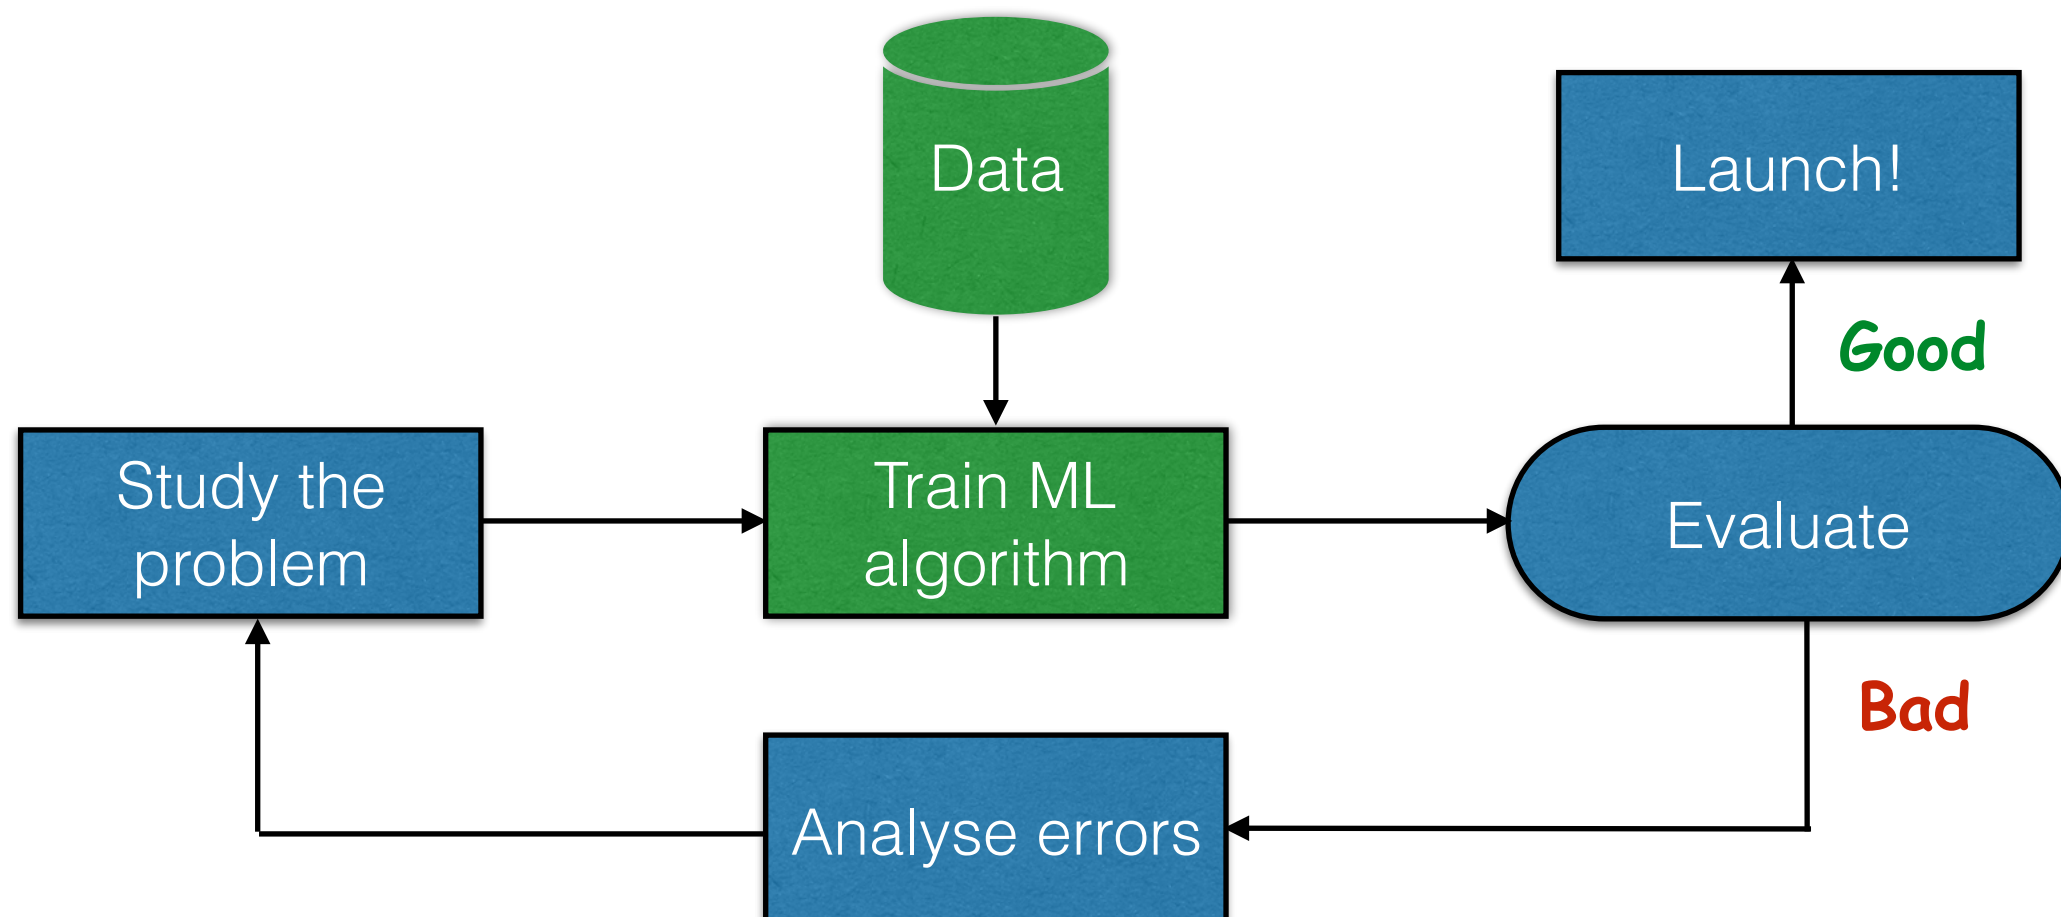 Data
Launch!
Good
Study the
problem
Train ML
algorithm
Evaluate
Bad
Analyse errors